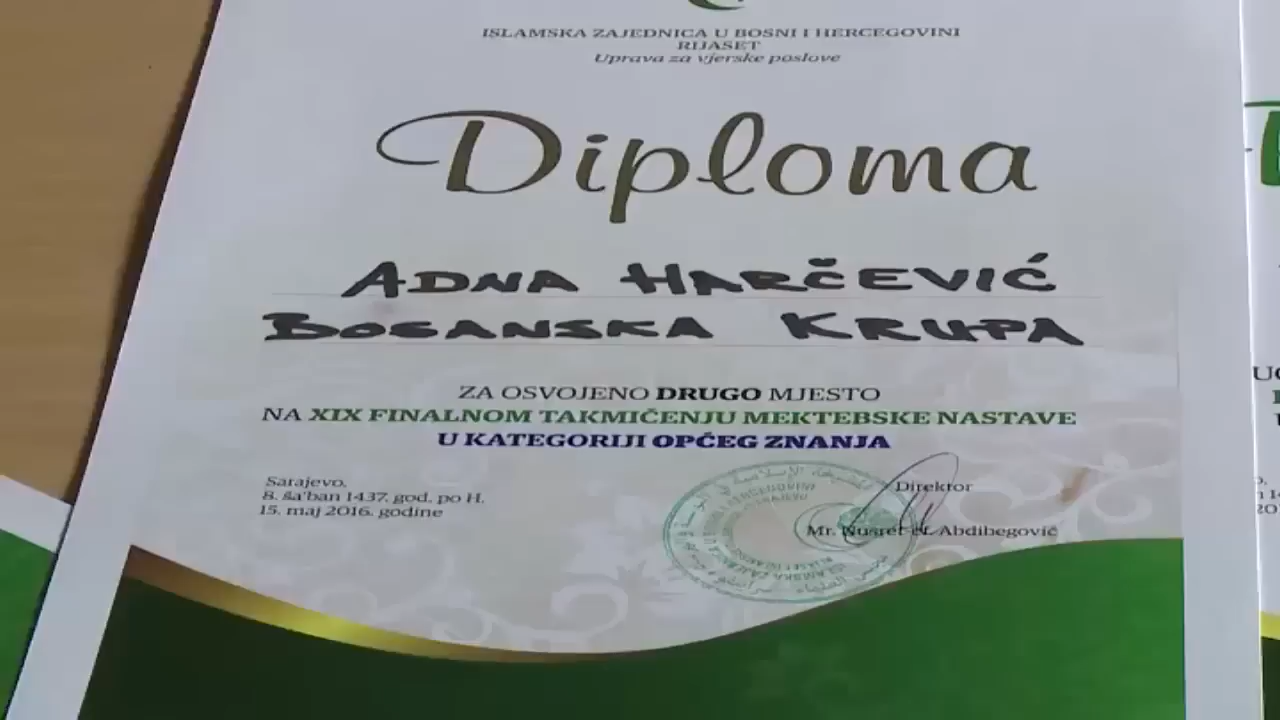 ISLAMSKA ZAJEDNICA U BOSNI I HERCEGOVINI
RIJASET
Uprava za vjerske poslove
Diploma
ADNA HARČEVIĆ
BOSANSKA KRUPA
ZA OSVOJENO DRUGO MJESTO
NA XIX FINALNOM TAKMIČENJU MEKTEBSKE NASTAVE
U KATEGORIJI OPĆEG ZNANJA
Sarajevo,
8. ša'ban 1437. god. po H.
15. maj 2016. godine
Direktor
Mr. Nusret ef. Abdibegović